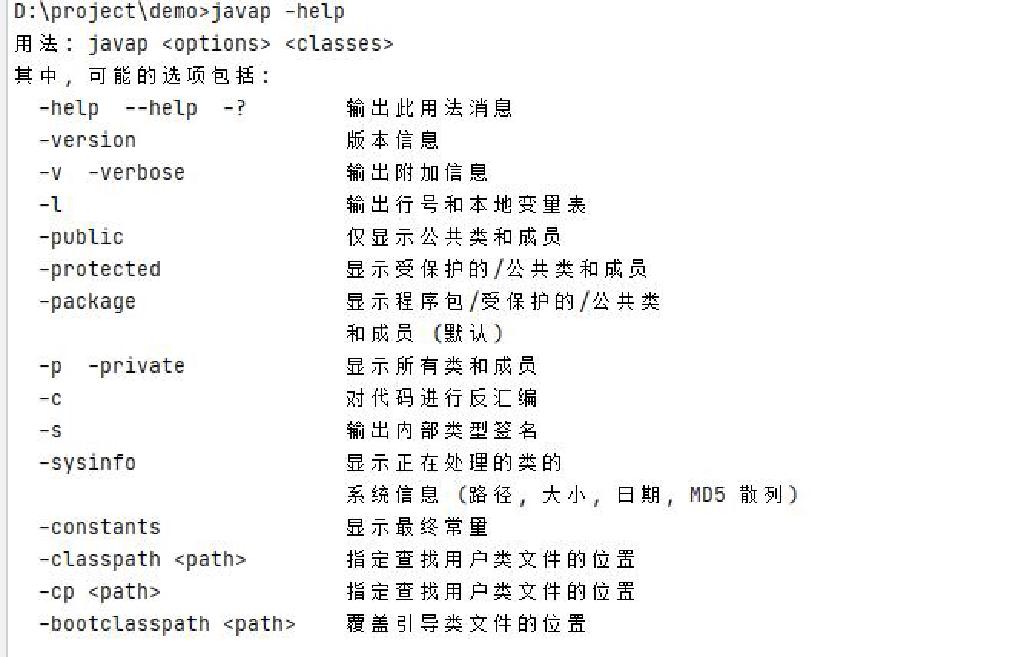 D:\project\demo>javap -help
用法: javap <options> <classes>
其中, 可能的选项包括:
-help --help -? 输出此用法消息
-version 版本信息
-v -verbose 输出附加信息
-l 输出行号和本地变量表
-public 仅显示公共类和成员
-protected 显示受保护的/公共类和成员
-package 显示程序包/受保护的/公共类
和成员 (默认)
-p -private 显示所有类和成员
-c 对代码进行反汇编
-s 输出内部类型签名
-sysinfo 显示正在处理的类的
系统信息 (路径, 大小, 日期, MD5 散列)
-constants 显示最终常量
-classpath <path> 指定查找用户类文件的位置
-cp <path> 指定查找用户类文件的位置
-bootclasspath <path> 覆盖引导类文件的位置